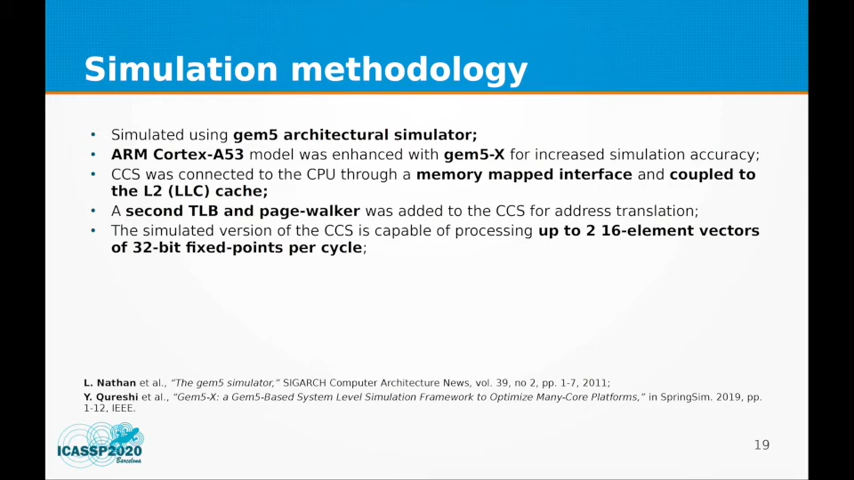 Simulation methodology
• Simulated using gem5 architectural simulator;
• ARM Cortex-A53 model was enhanced with gem5-X for increased simulation accuracy;
• CCS was connected to the CPU through a memory mapped interface and coupled to
the L2 (LLC) cache;
• A second TLB and page-walker was added to the CCS for address translation;
• The simulated version of the CCS is capable of processing up to 2 16-element vectors
of 32-bit fixed-points per cycle;
L. Nathan et al., “The gem5 simulator,” SIGARCH Computer Architecture News, vol. 39, no 2, pp. 1-7, 2011;
Y. Qureshi et al., “Gem5-X: a Gem5-Based System Level Simulation Framework to Optimize Many-Core Platforms,” in SpringSim. 2019, pp.
1-12, IEEE.
ICASSP2020
Barcelona
19